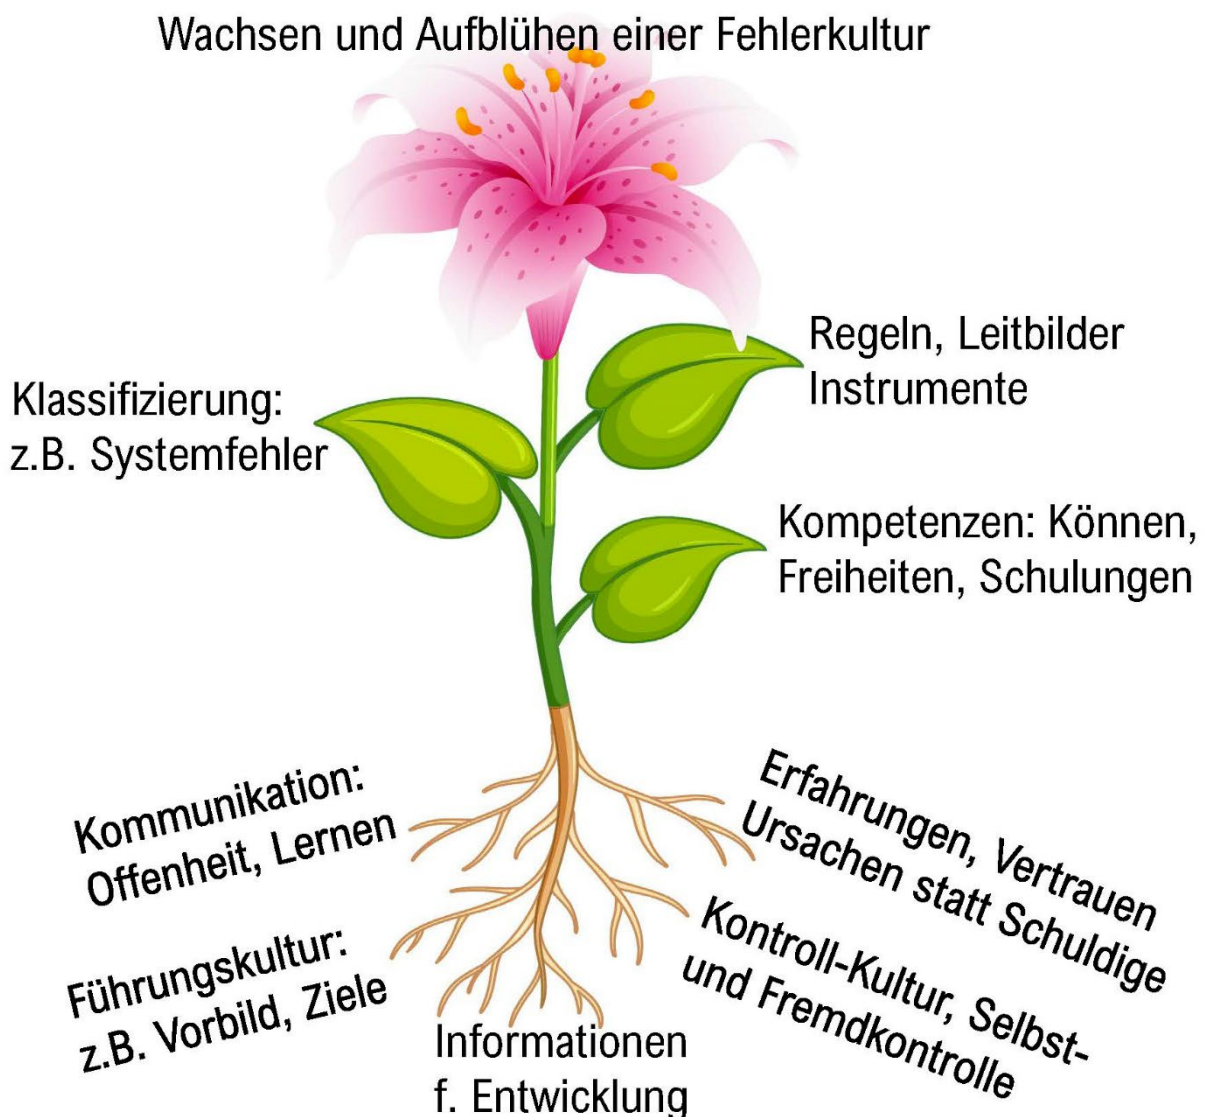 Wachsen und Aufblühen einer Fehlerkultur
Regeln, Leitbilder
Instrumente
Klassifizierung:
z.B. Systemfehler
Kompetenzen: Können,
Freiheiten, Schulungen
Kommunikation:
Offenheit, Lernen
Erfahrungen, Vertrauen
Ursachen statt Schuldige
Führungskultur:
z.B. Vorbild, Ziele
Kontroll-Kultur, Selbst-
und Fremdkontrolle
Informationen
f. Entwicklung